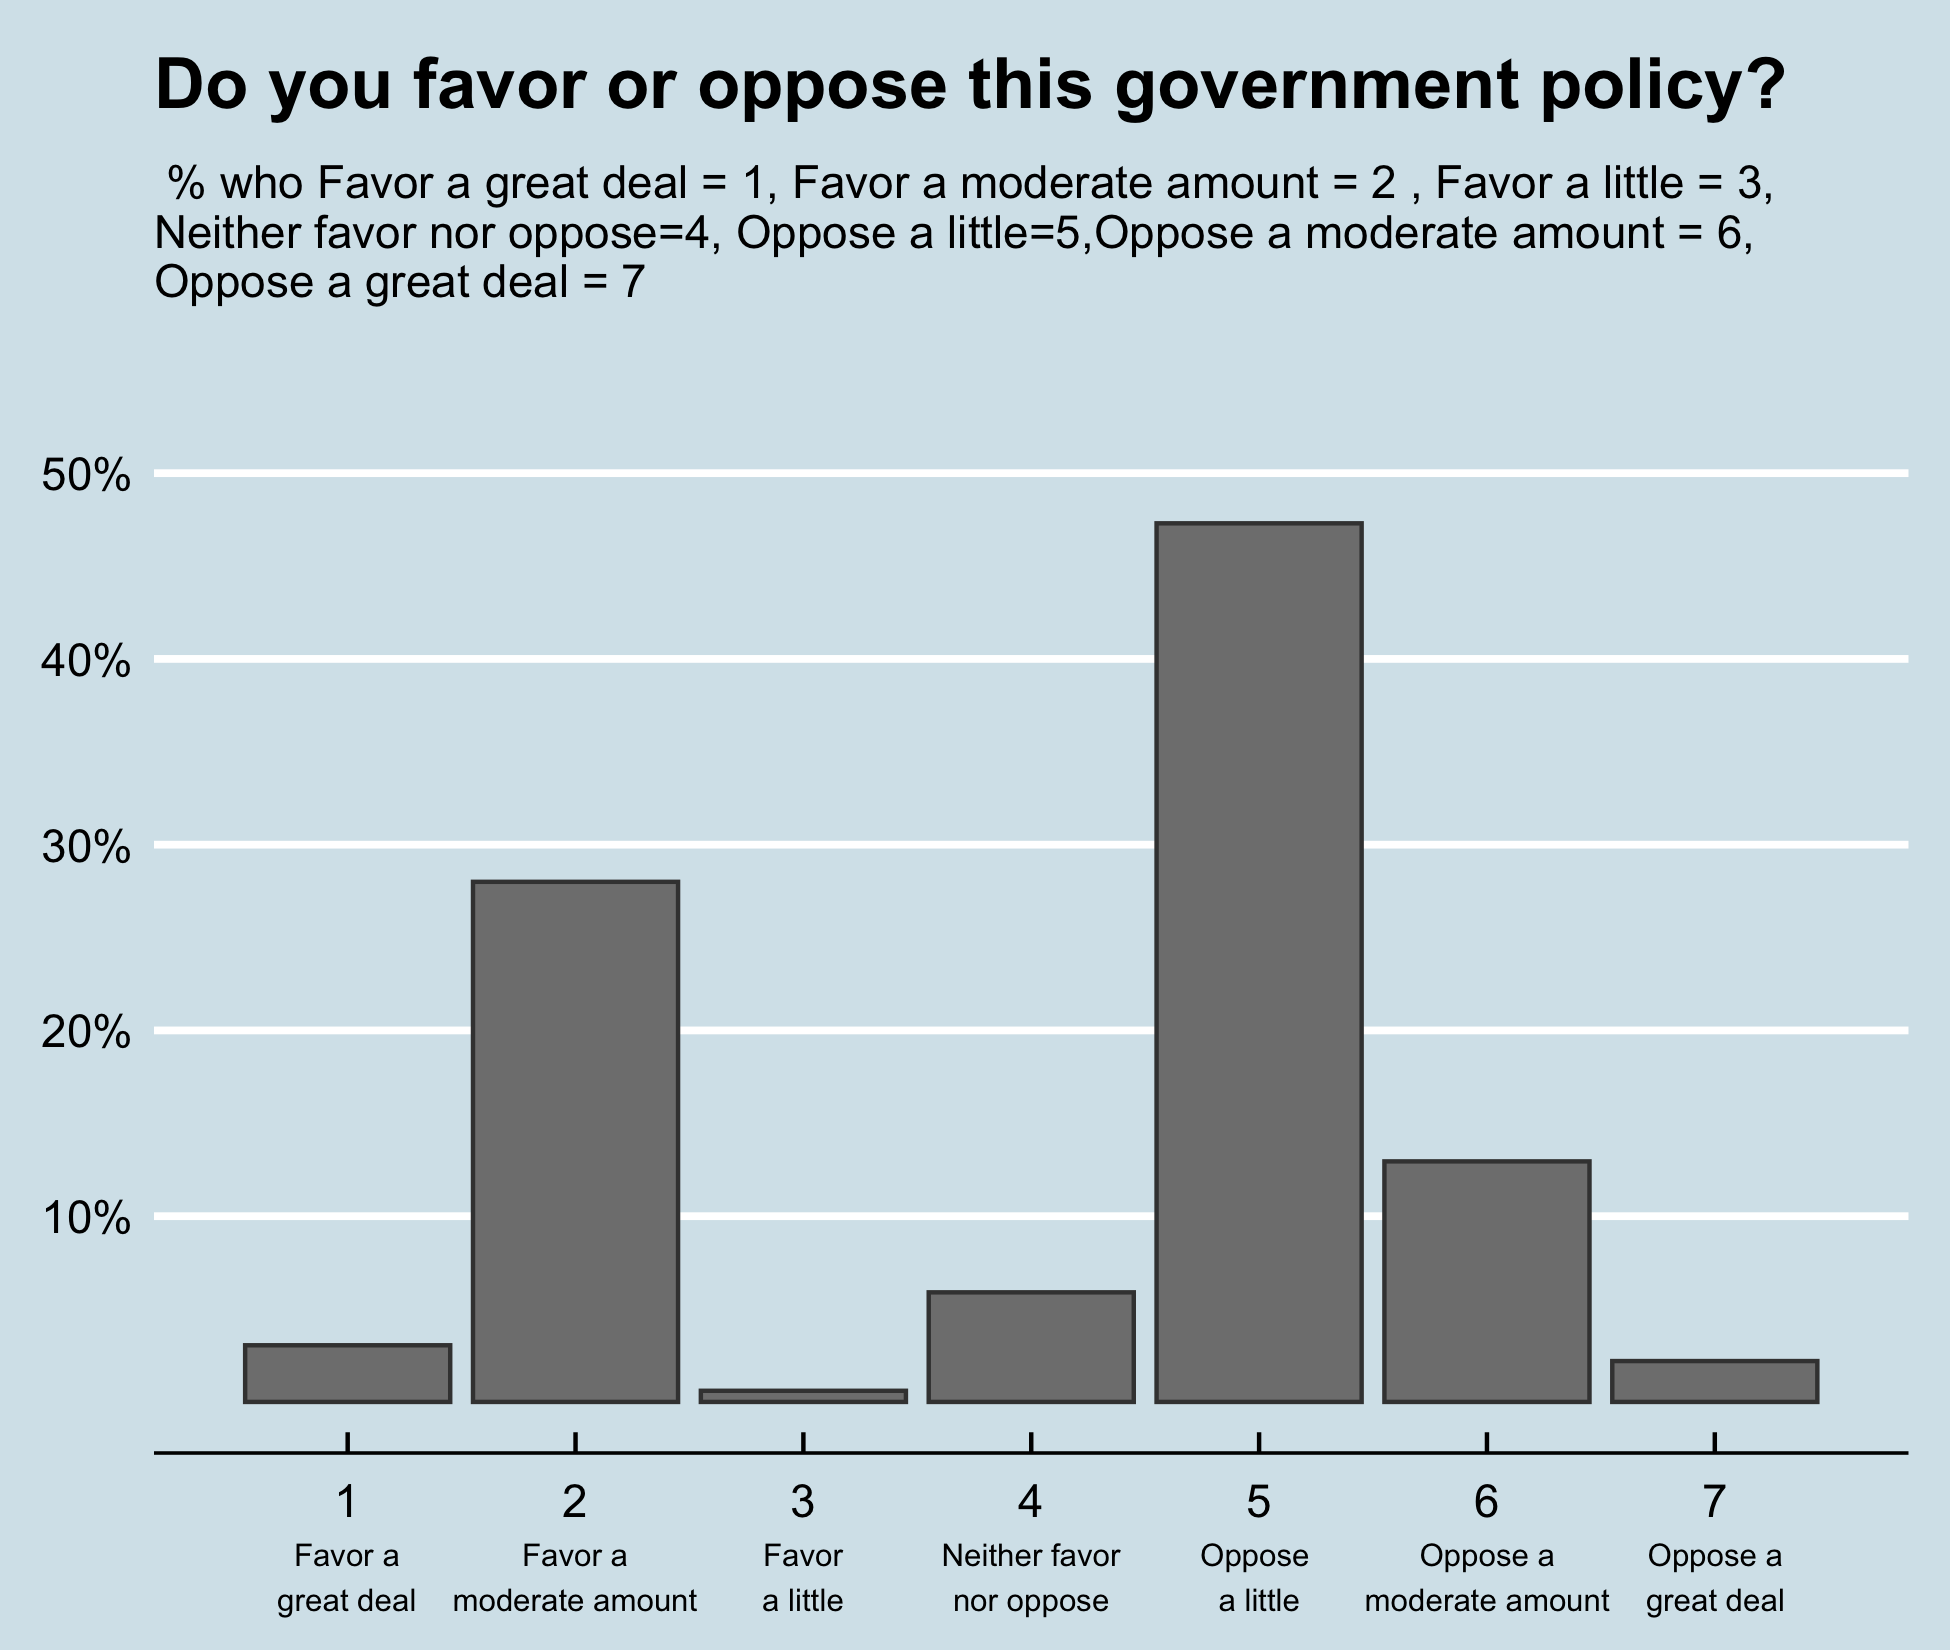 Do you favor or oppose this government policy?
% who Favor a great deal = 1, Favor a moderate amount = 2 , Favor a little = 3,
Neither favor nor oppose=4, Oppose a little=5,Oppose a moderate amount = 6,
Oppose a great deal = 7
50%
40%
30%
20%
10%
1 2 3 4 5 6 7
Favor a Favor a Favor Neither favor Oppose Oppose a Oppose a
great deal moderate amount a little nor oppose a little moderate amount great deal